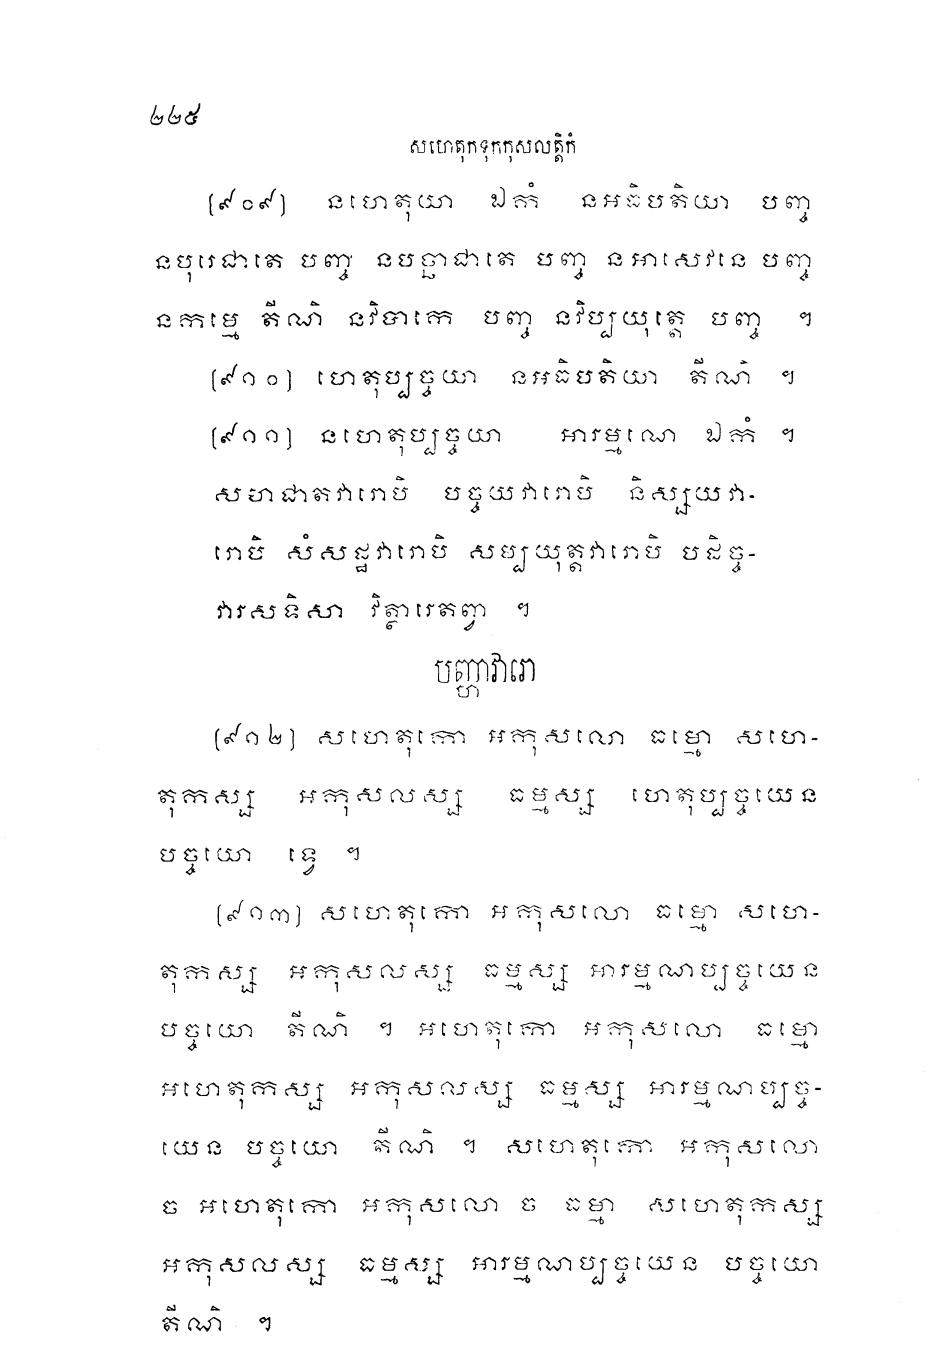 ២២៥
សហេតុកទុកកុសលត្តិកំ
(៩០៩) នហេតុយា ឯកំ នអធិបតិយា បញ្ច
នបុរេជាតេ បញ្ច នបច្ឆាជាតេ បញ្ច នអាសេវនេ បញ្ច
នកម្មេ តីណិ នវិបាកេ បញ្ច នវិប្បយុត្តេ បញ្ច ។
(៩១០) ហេតុប្បច្ចយា នអធិបតិយា តីណិ ។
(៩១១) នហេតុប្បច្ចយា អារម្មណេ ឯកំ ។
សហជាតវារោបិ បច្ចយវារោបិ និស្សយវា-
រោបិ សំសដ្ឋវារោបិ សម្បយុត្តវារោបិ បដិច្ច-
វារសទិសា វិត្ថារេតព្វា ។
បញ្ហាវារោ
(៩១២) សហេតុកោ អកុសលោ ធម្មោ សហេ-
តុកស្ស អកុសលស្ស ធម្មស្ស ហេតុប្បច្ចយេន
បច្ចយោ ទ្វេ ។
(៩១៣) សហេតុកោ អកុសលោ ធម្មោ សហេ-
តុកស្ស អកុសលស្ស ធម្មស្ស អារម្មណប្បច្ចយេន
បច្ចយោ តីណិ ។ អហេតុកោ អកុសលោ ធម្មោ
អហេតុកស្ស អកុសលស្ស ធម្មស្ស អារម្មណប្បច្ច-
យេន បច្ចយោ តីណិ ។ សហេតុកោ អកុសលោ
ច អហេតុកោ អកុសលោ ច ធម្មា សហេតុកស្ស
អកុសលស្ស ធម្មស្ស អារម្មណប្បច្ចយេន បច្ចយោ
តីណិ ។